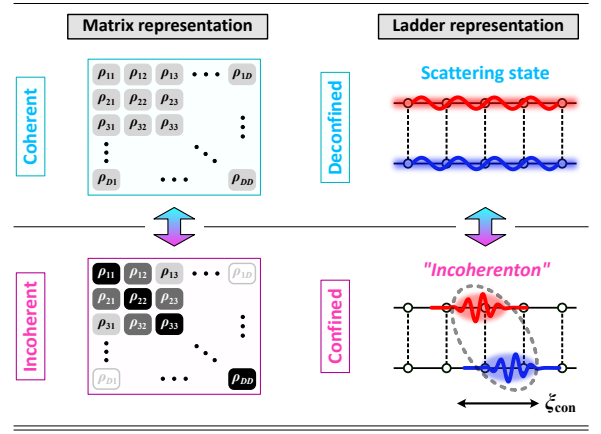 Matrix representation
Ladder representation
Coherent
ρ11 ρ12 ρ13 ••• ρ1D
ρ21 ρ22 ρ23
ρ31 ρ32 ρ33
ρD1 ••• ρDD
Deconfined
Scattering state
Incoherent
ρ11 ρ12 ρ13 ••• ρ1D
ρ21 ρ22 ρ23
ρ31 ρ32 ρ33
ρD1 ••• ρDD
Confined
"Incoherenton"
ξcon